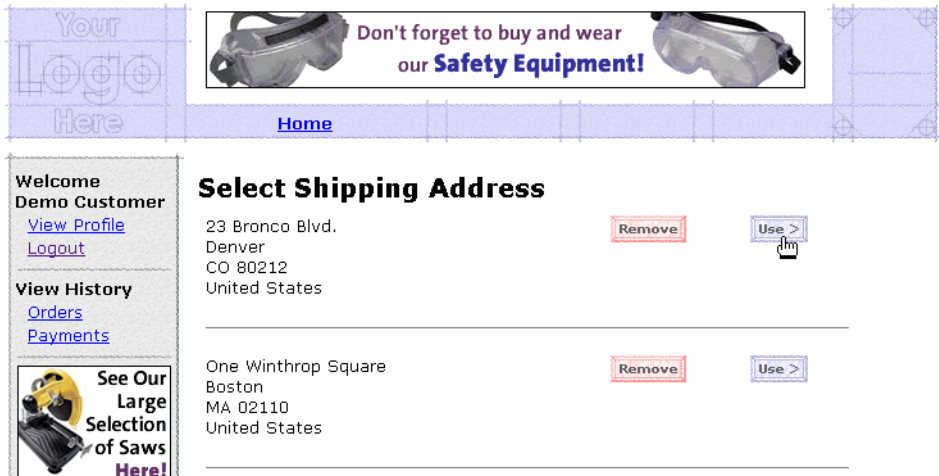 Your
Logo
Here
Don't forget to buy and wear
our Safety Equipment!
Home
Welcome
Demo Customer
View Profile
Logout
View History
Orders
Payments
See Our
Large
Selection
of Saws
Here!
Select Shipping Address
23 Bronco Blvd.
Denver
CO 80212
United States
Remove
Use >
One Winthrop Square
Boston
MA 02110
United States
Remove
Use >